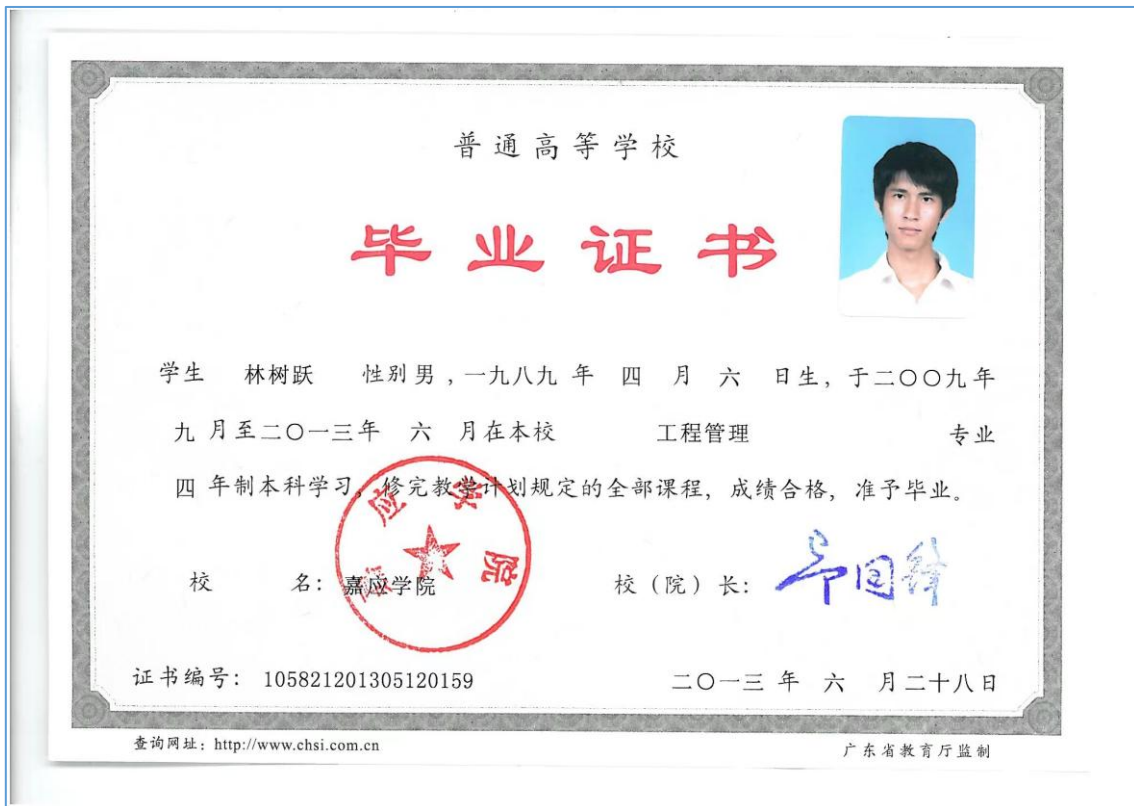 普通高等学校
毕业证书
学生 林树跃 性别男,一九八九 年 四 月 六 日生,于二〇〇九年
九 月至二〇一三年 六 月在本校 工程管理 专业
四 年制本科学习,修完教学计划规定的全部课程,成绩合格,准予毕业。
应学院
校 名:嘉应学院 校(院)长:
证书编号: 105821201305120159 二〇一三 年 六 月二十八日
查询网址:http://www.chsi.com.cn 广东省教育厅监制